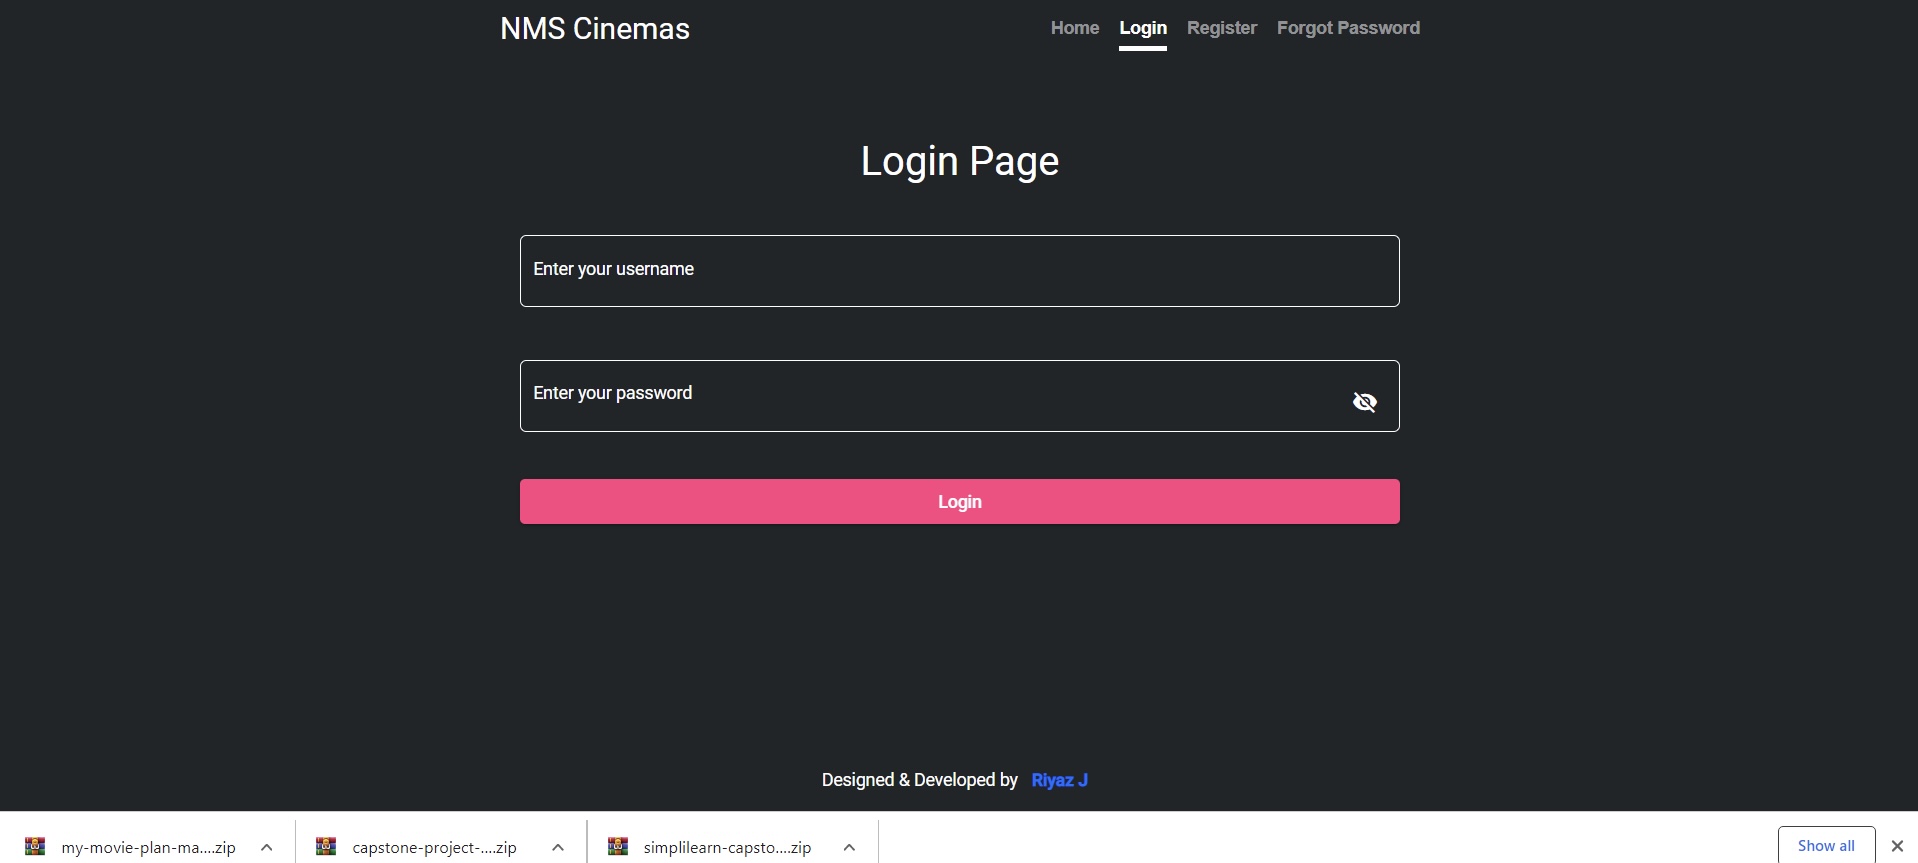 NMS Cinemas
Home Login Register Forgot Password
Login Page
Enter your username
Enter your password
Login
Designed & Developed by Riyaz J
my-movie-plan-ma....zip capstone-project-....zip simplilearn-capsto....zip Show all